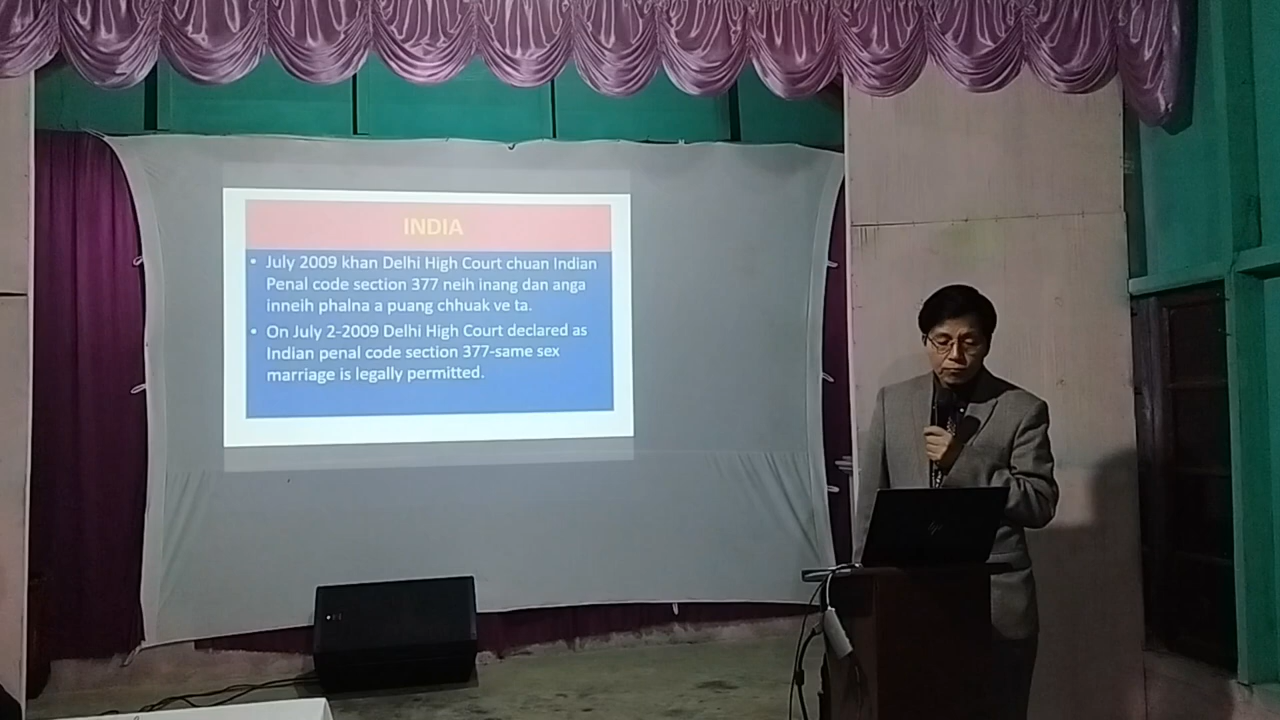 INDIA
• July 2009 khan Delhi High Court chuan Indian
Penal code section 377 neih inang dan anga
inneih phalna a puang chhuak ve ta.
• On July 2-2009 Delhi High Court declared as
Indian penal code section 377-same sex
marriage is legally permitted.
hp